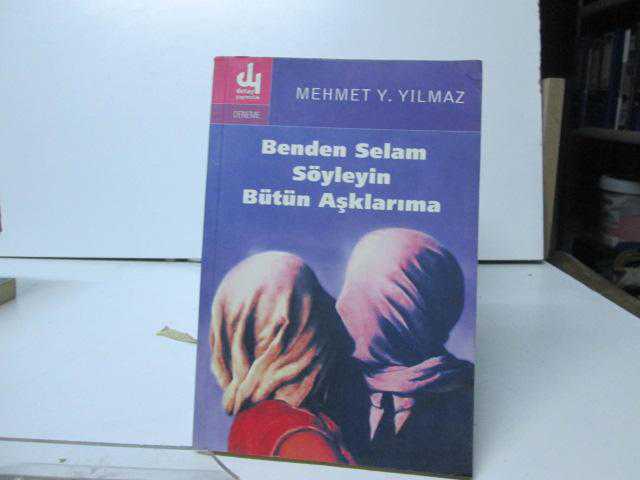 MEHMET Y. YILMAZ
DENEME
Benden Selam
Söyleyin
Bütün Aşklarıma